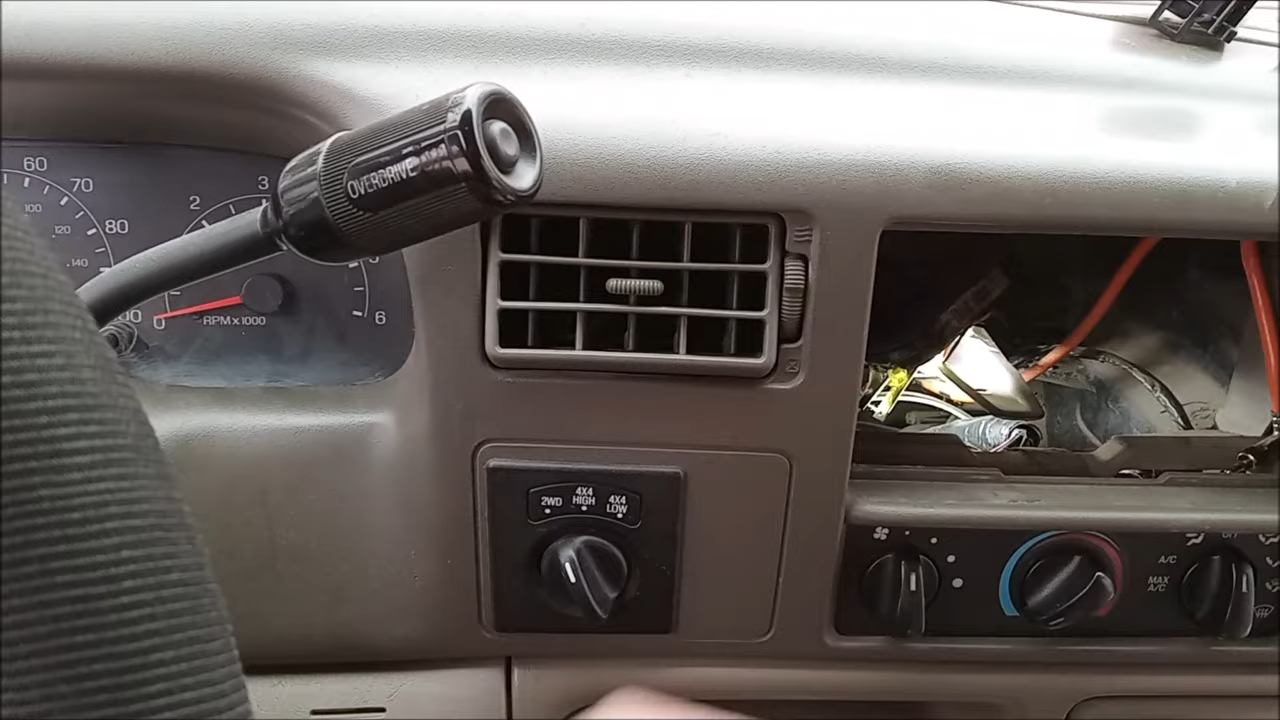 60
70
80
100
120
140
2
3
0
6
RPM x 1000
OVERDRIVE
2WD
4X4
HIGH
4X4
LOW
A/C
MAX
A/C